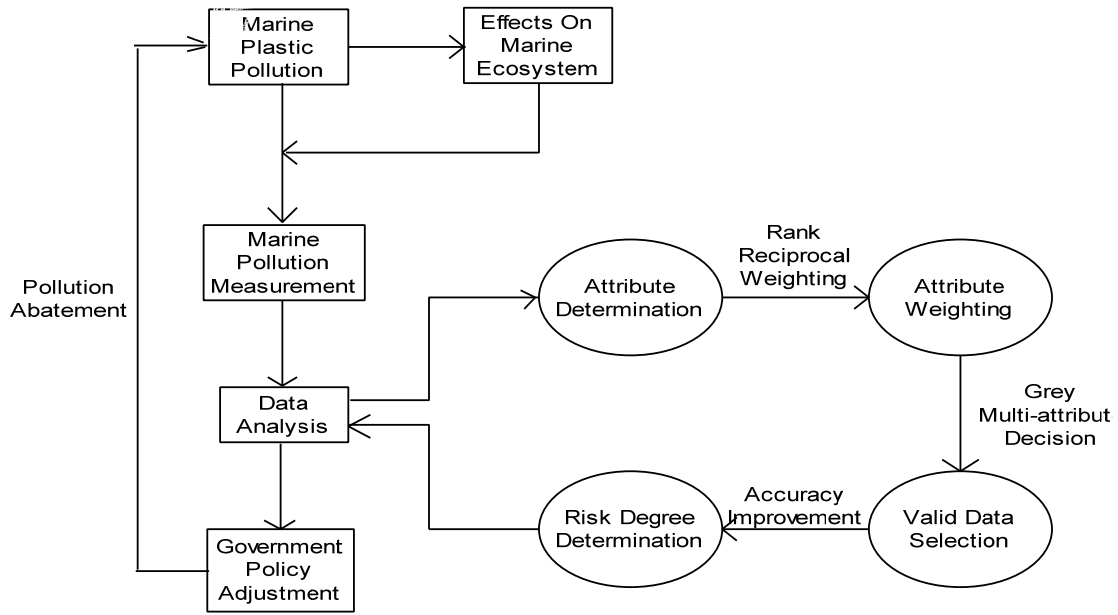 Marine
Plastic
Pollution
Effects On
Marine
Ecosystem
Marine
Pollution
Measurement
Pollution
Abatement
Data
Analysis
Government
Policy
Adjustment
Attribute
Determination
Rank
Reciprocal
Weighting
Attribute
Weighting
Grey
Multi-attribut
Decision
Valid Data
Selection
Accuracy
Improvement
Risk Degree
Determination